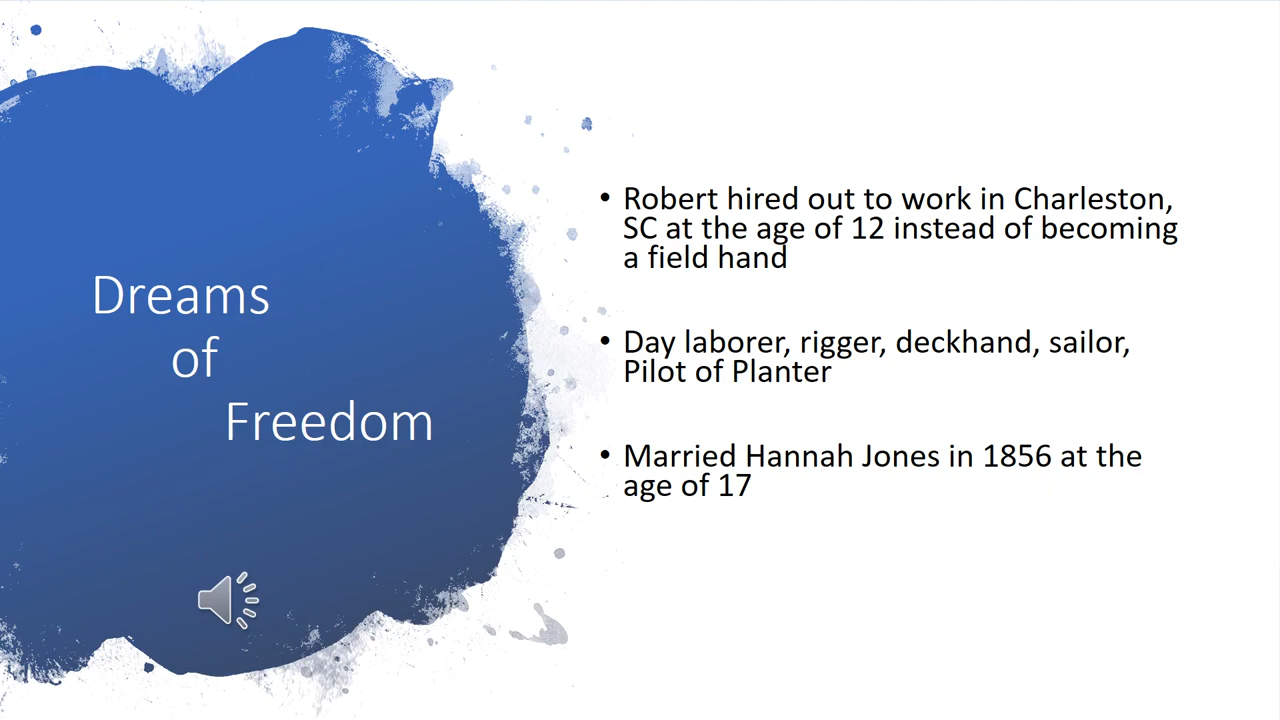 Dreams
of
Freedom
• Robert hired out to work in Charleston,
SC at the age of 12 instead of becoming
a field hand
• Day laborer, rigger, deckhand, sailor,
Pilot of Planter
• Married Hannah Jones in 1856 at the
age of 17